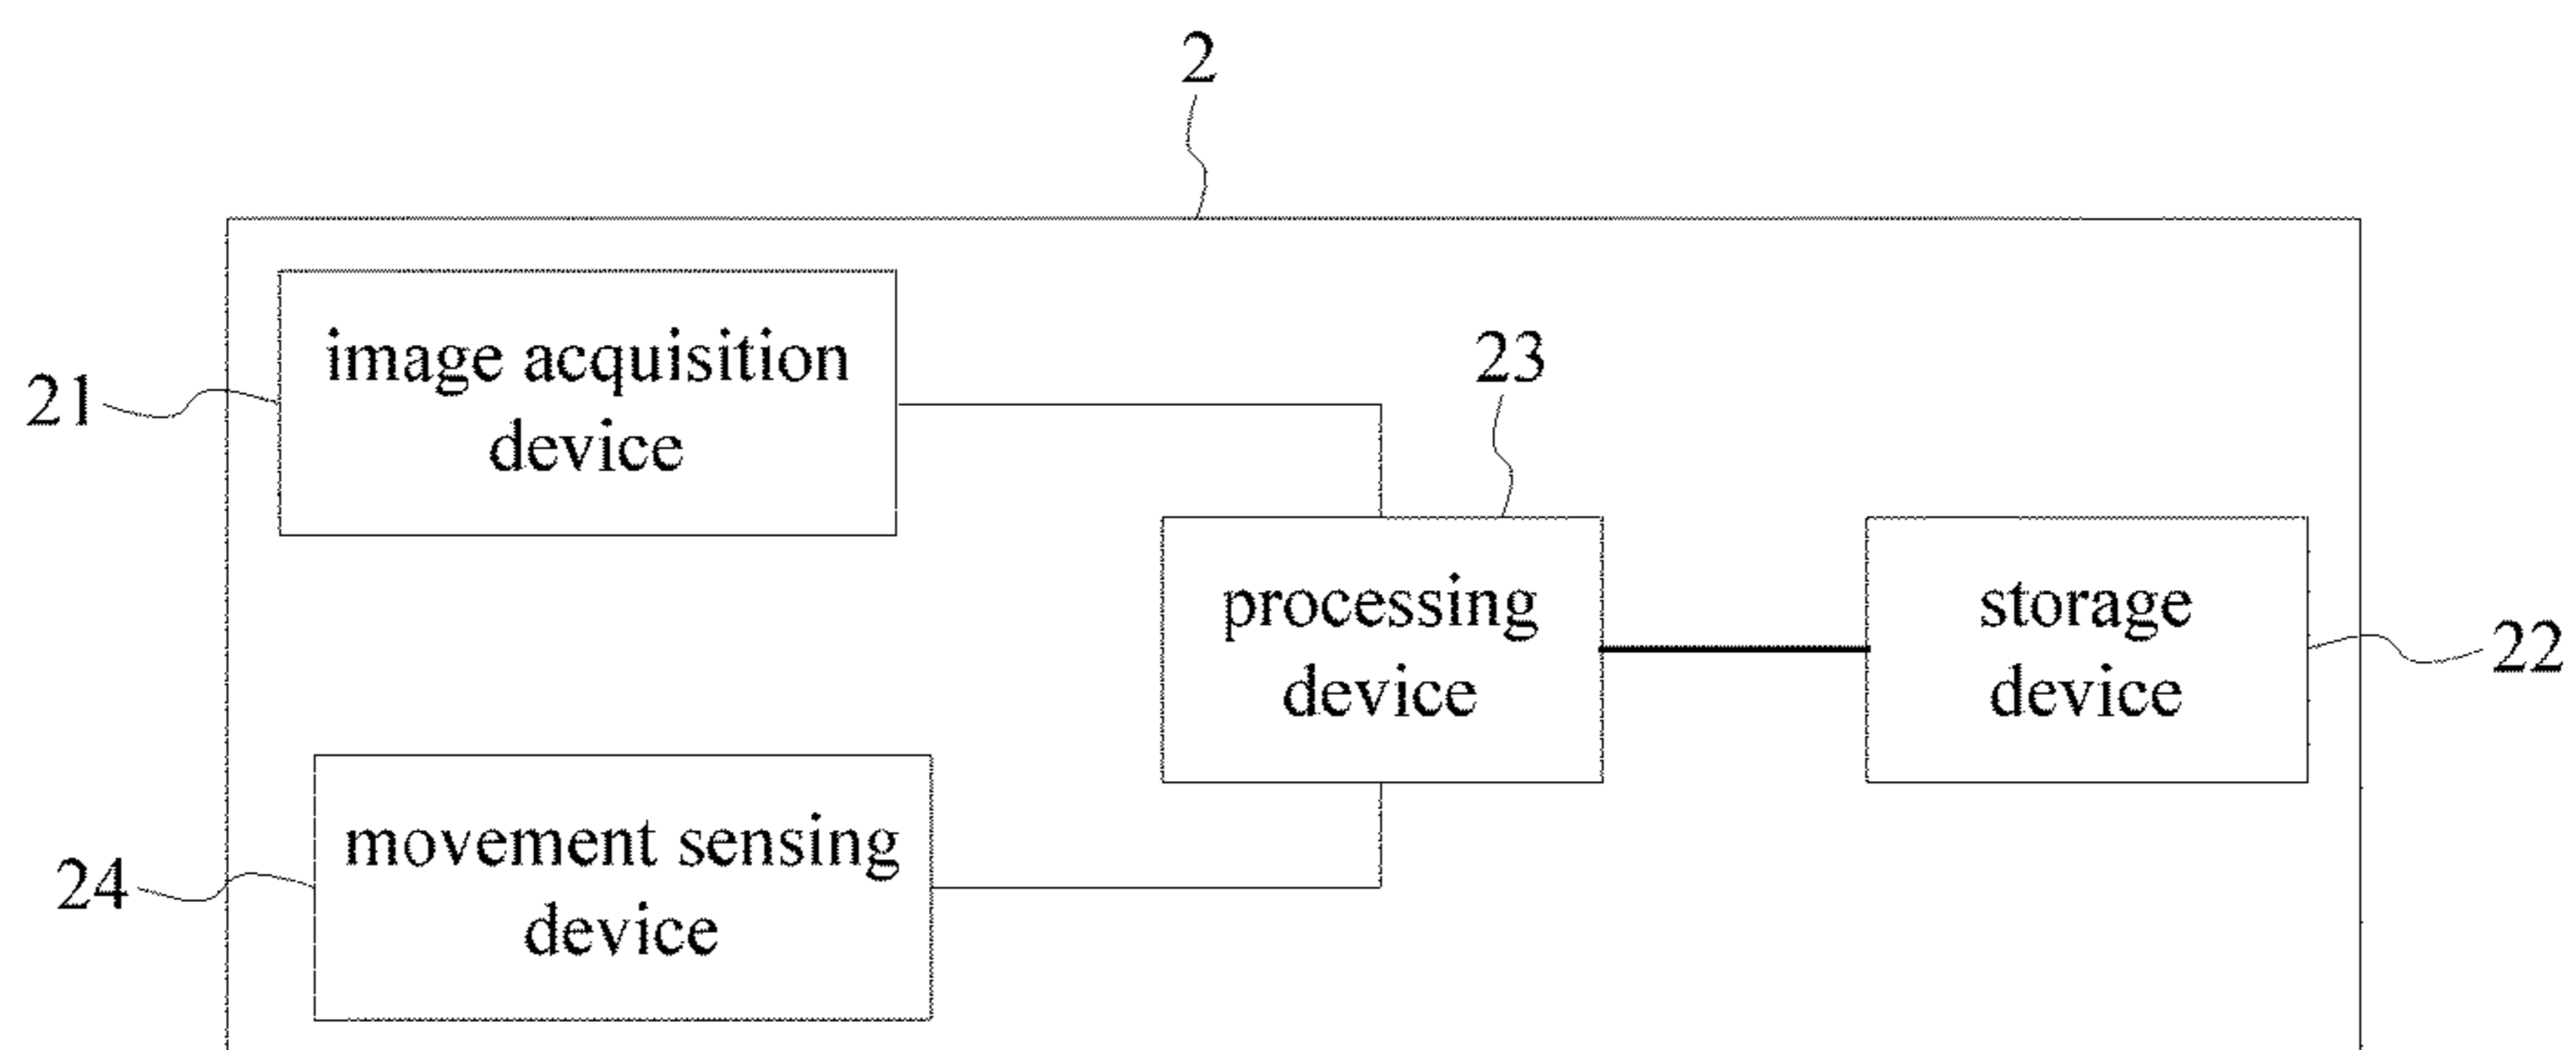 2
image acquisition
device
21
23
processing
device
storage
device
22
movement sensing
device
24